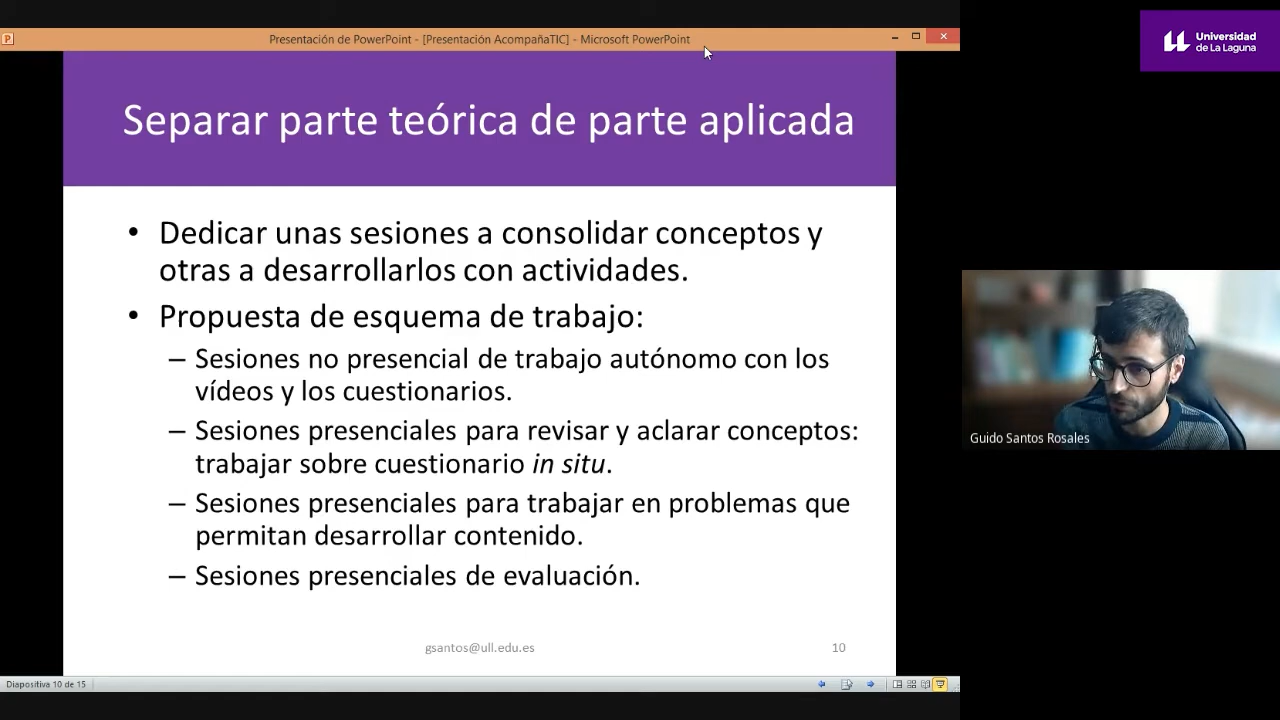 Presentación de PowerPoint - [Presentación AcompañaTIC] - Microsoft PowerPoint
Universidad
de La Laguna
Separar parte teórica de parte aplicada
• Dedicar unas sesiones a consolidar conceptos y
otras a desarrollarlos con actividades.
• Propuesta de esquema de trabajo:
– Sesiones no presencial de trabajo autónomo con los
vídeos y los cuestionarios.
– Sesiones presenciales para revisar y aclarar conceptos:
trabajar sobre cuestionario in situ.
– Sesiones presenciales para trabajar en problemas que
permitan desarrollar contenido.
– Sesiones presenciales de evaluación.
Guido Santos Rosales
gsantos@ull.edu.es
10
Diapositiva 10 de 15